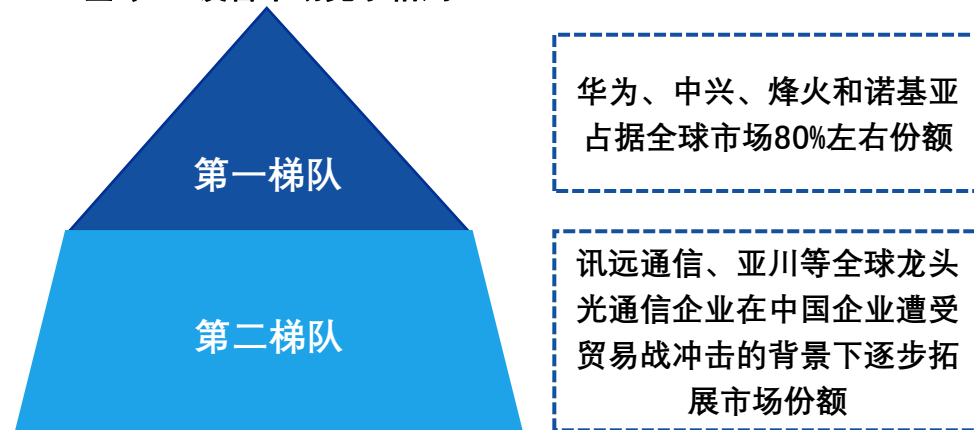 第一梯队
华为、中兴、烽火和诺基亚
占据全球市场80%左右份额
第二梯队
讯远通信、亚川等全球龙头
光通信企业在中国企业遭受
贸易战冲击的背景下逐步拓
展市场份额